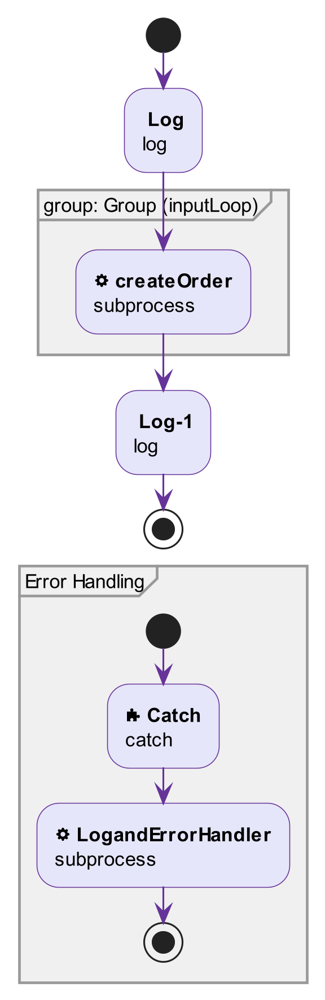 Log
log
group: Group (inputLoop)
createOrder
subprocess
Log-1
log
Error Handling
Catch
catch
LogandErrorHandler
subprocess